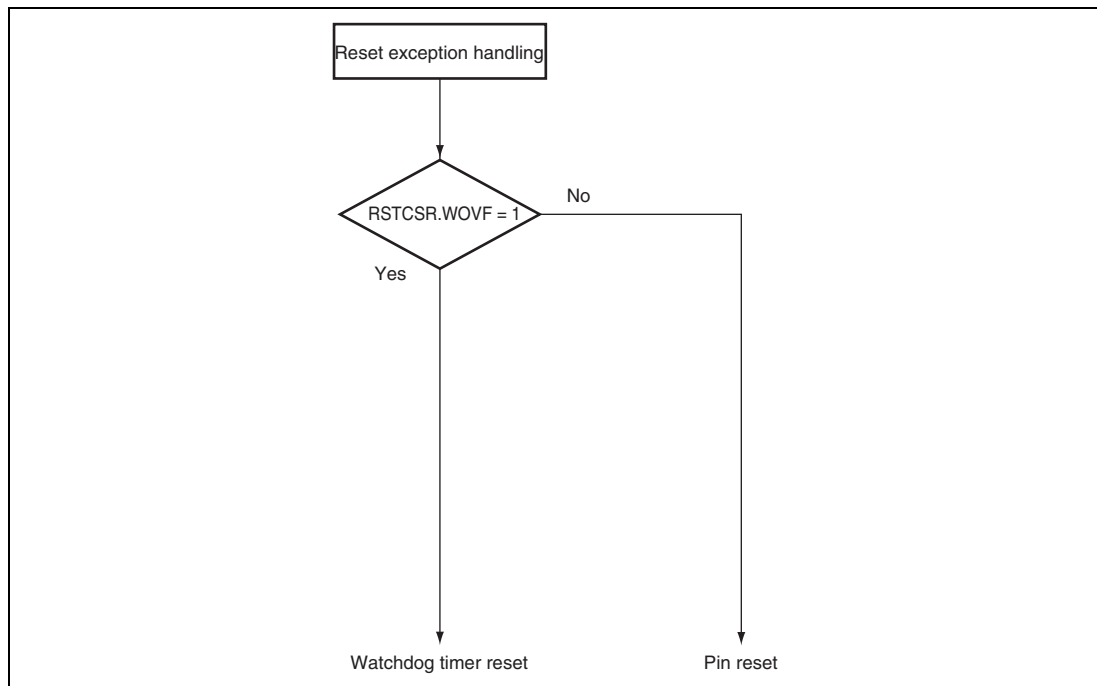 Reset exception handling
RSTCSR.WOVF = 1
No
Yes
Watchdog timer reset
Pin reset